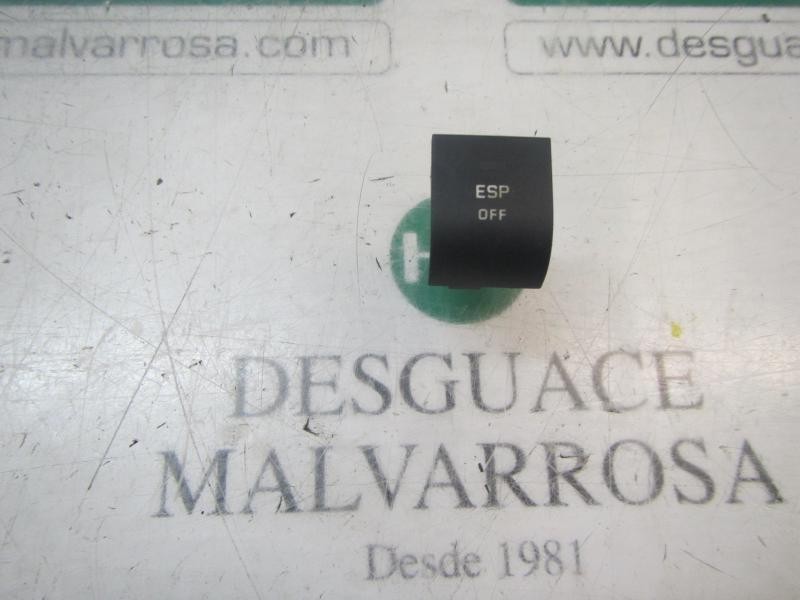 malvarrosa.com
www.desgua
ESP
OFF
DESGUACE
MALVARROSA
Desde 1981